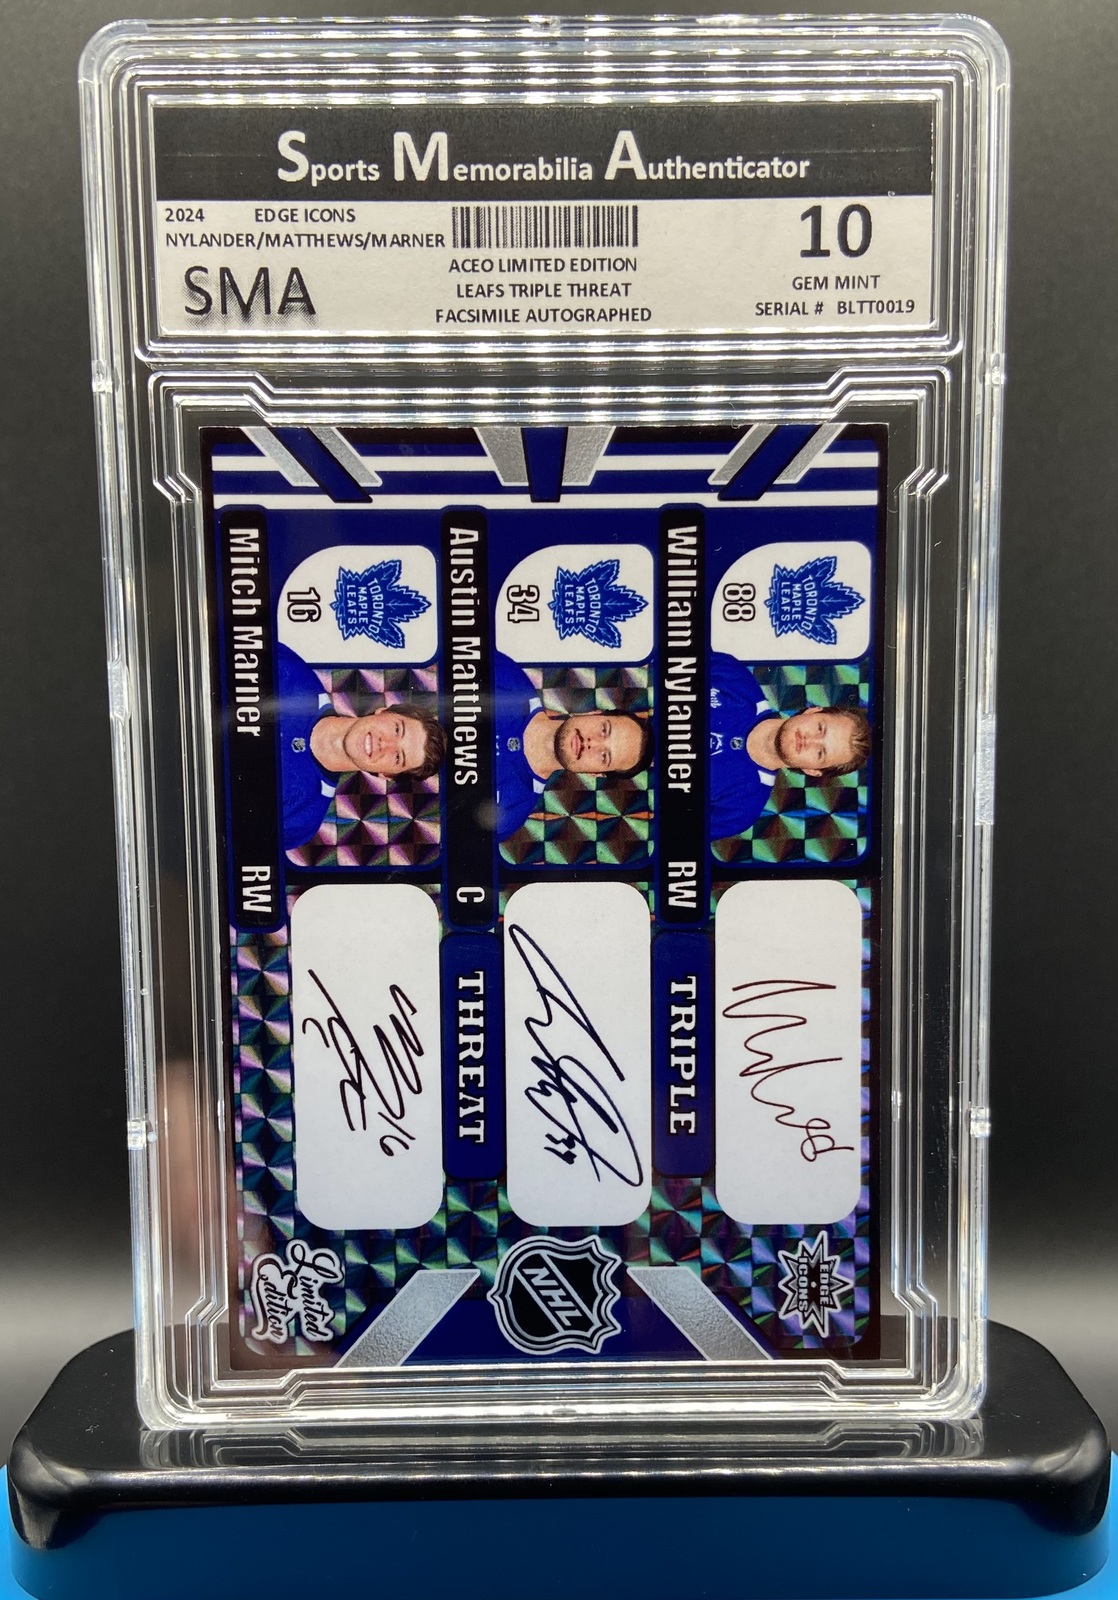 Sports Memorabilia Authenticator
2024 EDGE ICONS
NYLANDER/MATTHEWS/MARNER
SMA
ACEO LIMITED EDITION
LEAFS TRIPLE THREAT
FACSIMILE AUTOGRAPHED
10
GEM MINT
SERIAL # BLTT0019
88
TORONTO
MAPLE
LEAFS
William Nylander RW
TRIPLE
EDGE
ICONS
34
TORONTO
MAPLE
LEAFS
Austin Matthews C
THREAT
34
NHL
16
TORONTO
MAPLE
LEAFS
Mitch Marner RW
16
Limited
Edition